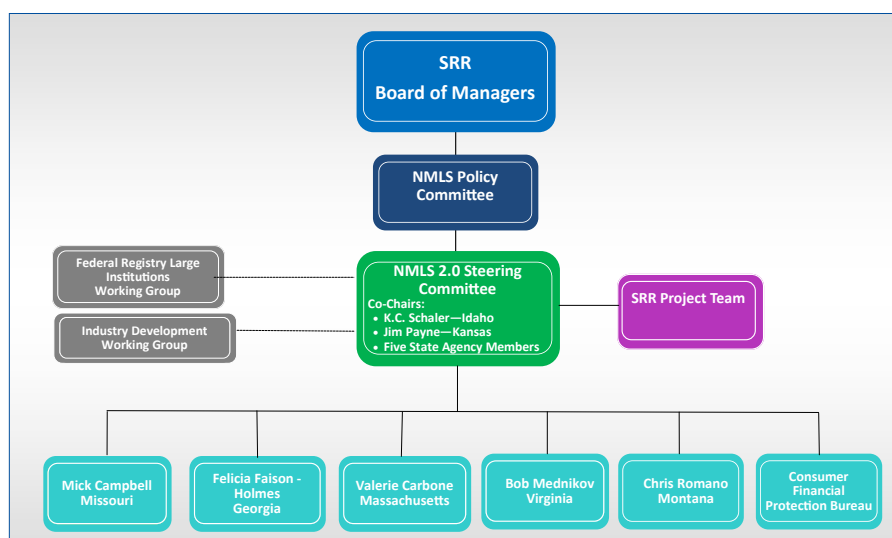 SRR
Board of Managers
NMLS Policy
Committee
Federal Registry Large
Institutions
Working Group
Industry Development
Working Group
NMLS 2.0 Steering
Committee
Co-Chairs:
• K.C. Schaler—Idaho
• Jim Payne—Kansas
• Five State Agency Members
SRR Project Team
Mick Campbell
Missouri
Felicia Faison -
Holmes
Georgia
Valerie Carbone
Massachusetts
Bob Mednikov
Virginia
Chris Romano
Montana
Consumer
Financial
Protection Bureau